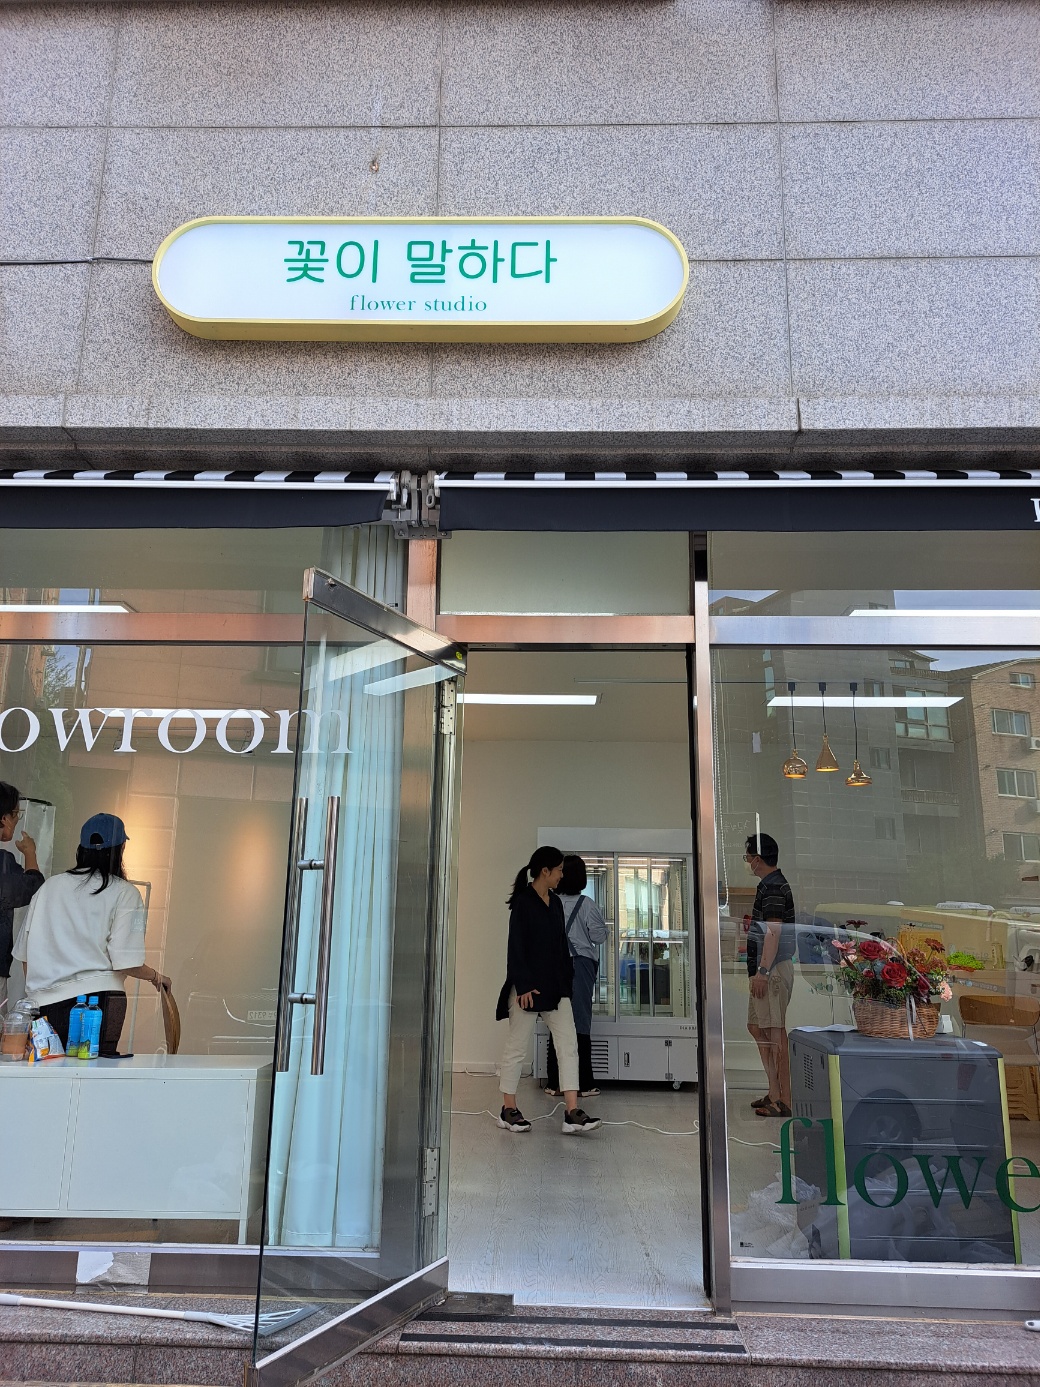 꽃이 말하다
flower studio
owroom
flowe